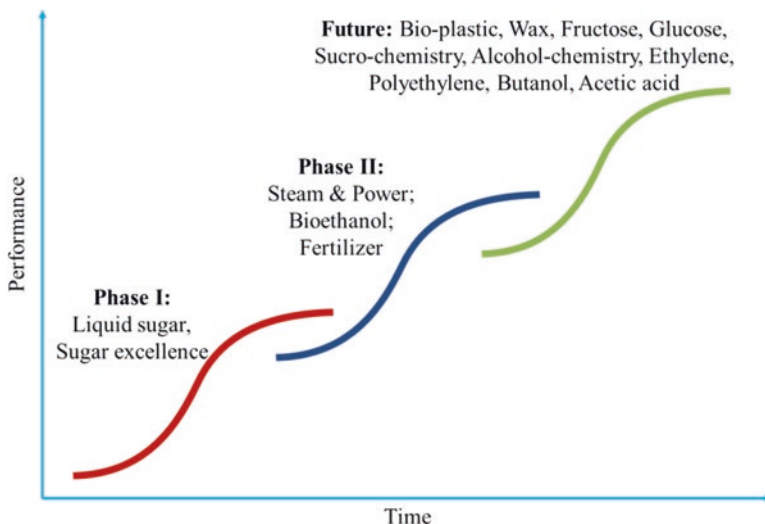 Future: Bio-plastic, Wax, Fructose, Glucose,
Sucro-chemistry, Alcohol-chemistry, Ethylene,
Polyethylene, Butanol, Acetic acid
Phase II:
Steam & Power;
Bioethanol;
Fertilizer
Phase I:
Liquid sugar,
Sugar excellence
Performance
Time